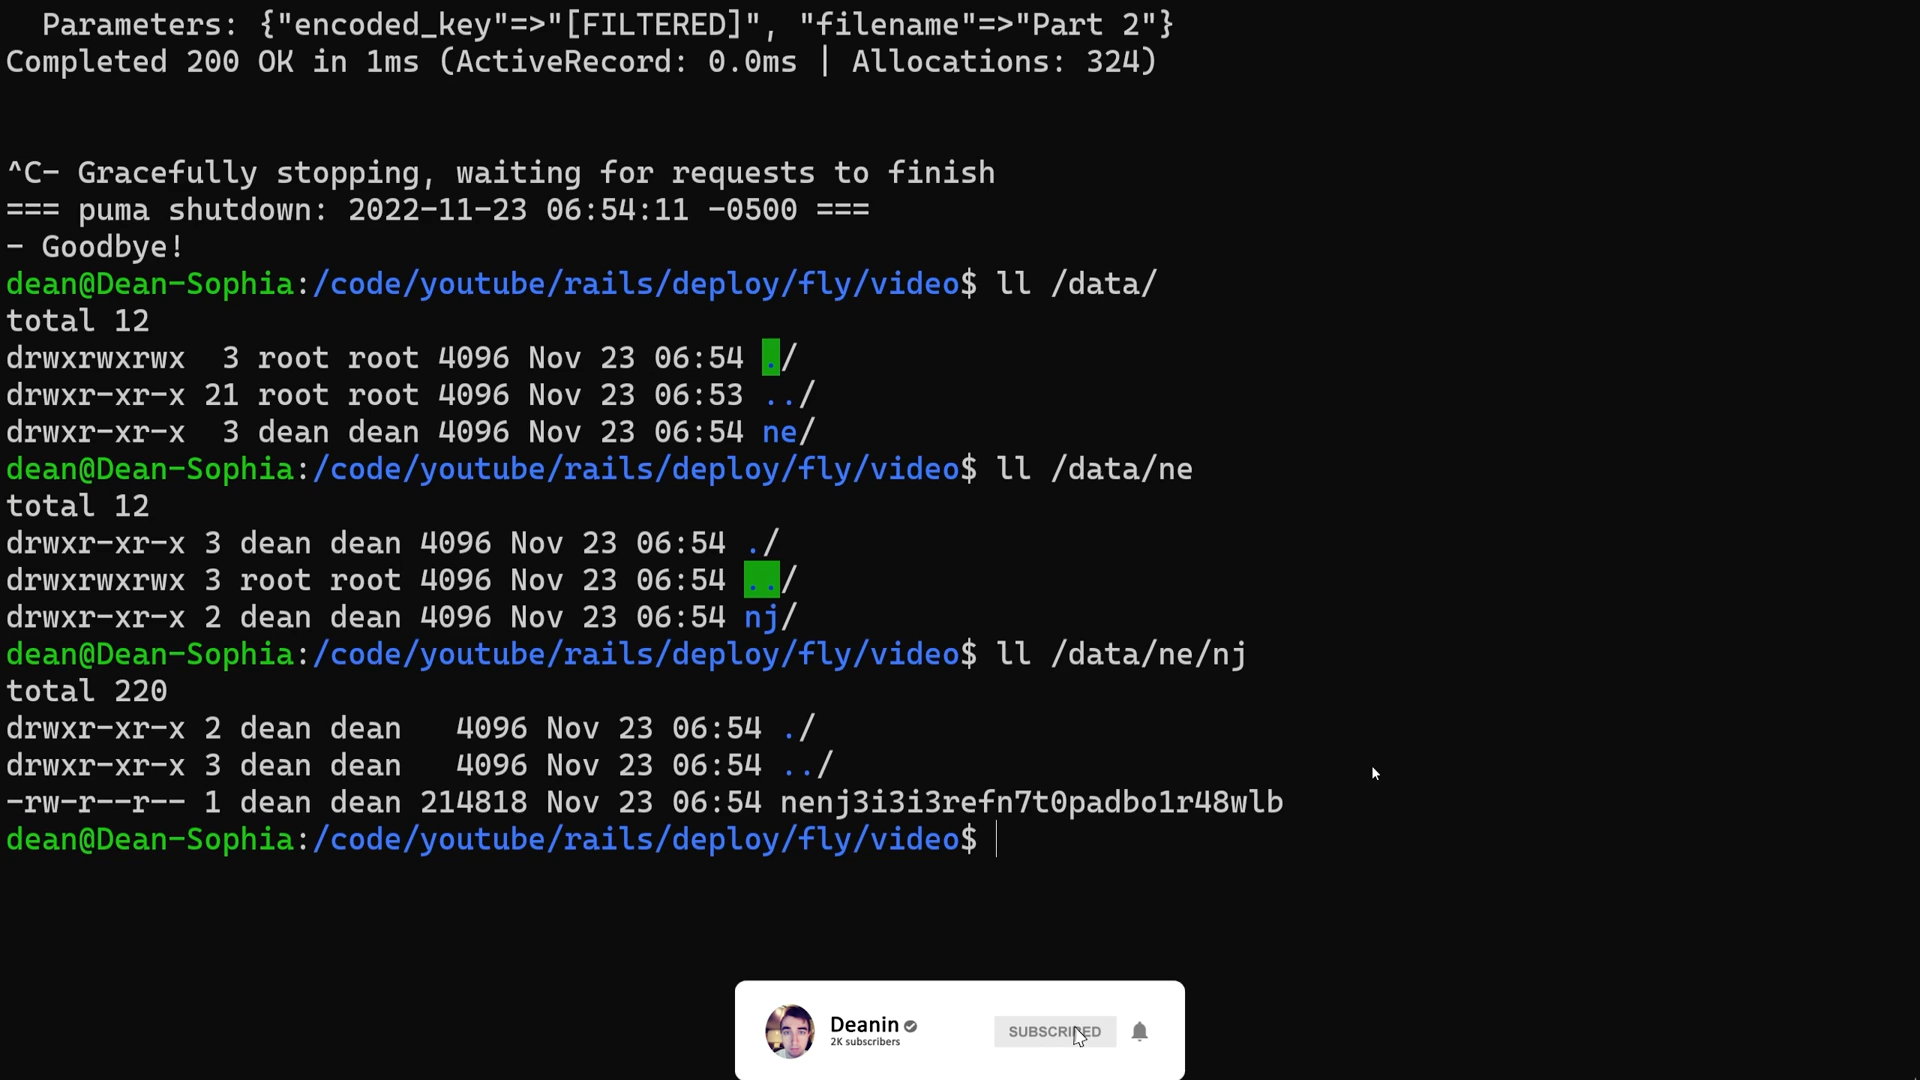 Parameters: {"encoded_key"=>"[FILTERED]", "filename"=>"Part 2"}
Completed 200 OK in 1ms (ActiveRecord: 0.0ms | Allocations: 324)
^C- Gracefully stopping, waiting for requests to finish
=== puma shutdown: 2022-11-23 06:54:11 -0500 ===
- Goodbye!
dean@Dean-Sophia:/code/youtube/rails/deploy/fly/video$ ll /data/
total 12
drwxrwxrwx  3 root root 4096 Nov 23 06:54 ./
drwxr-xr-x 21 root root 4096 Nov 23 06:53 ../
drwxr-xr-x  3 dean dean 4096 Nov 23 06:54 ne/
dean@Dean-Sophia:/code/youtube/rails/deploy/fly/video$ ll /data/ne
total 12
drwxr-xr-x 3 dean dean 4096 Nov 23 06:54 ./
drwxrwxrwx 3 root root 4096 Nov 23 06:54 ../
drwxr-xr-x 2 dean dean 4096 Nov 23 06:54 nj/
dean@Dean-Sophia:/code/youtube/rails/deploy/fly/video$ ll /data/ne/nj
total 220
drwxr-xr-x 2 dean dean   4096 Nov 23 06:54 ./
drwxr-xr-x 3 dean dean   4096 Nov 23 06:54 ../
-rw-r--r-- 1 dean dean 214818 Nov 23 06:54 nenj3i3i3refn7t0padbo1r48wlb
dean@Dean-Sophia:/code/youtube/rails/deploy/fly/video$
Deanin
2K subscribers
SUBSCRIBED